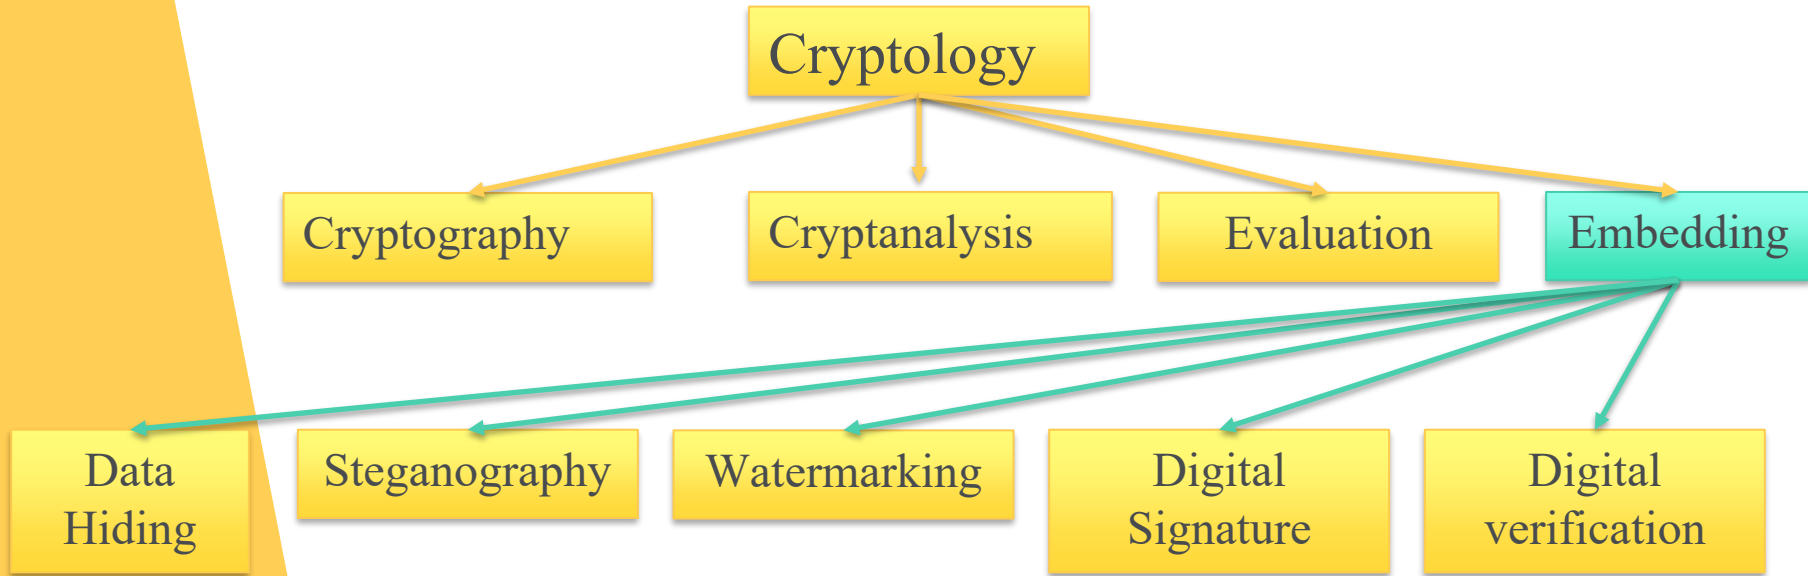 Cryptology
Cryptography
Cryptanalysis
Evaluation
Embedding
Data
Hiding
Steganography
Watermarking
Digital
Signature
Digital
verification